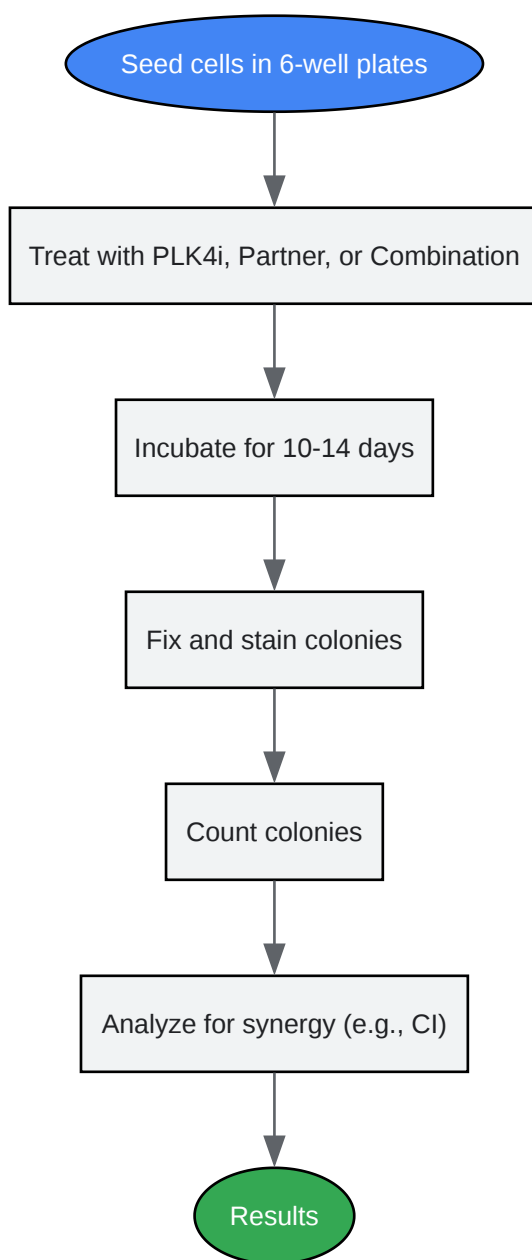 Seed cells in 6-well plates
Treat with PLK4i, Partner, or Combination
Incubate for 10-14 days
Fix and stain colonies
Count colonies
Analyze for synergy (e.g., CI)
Results